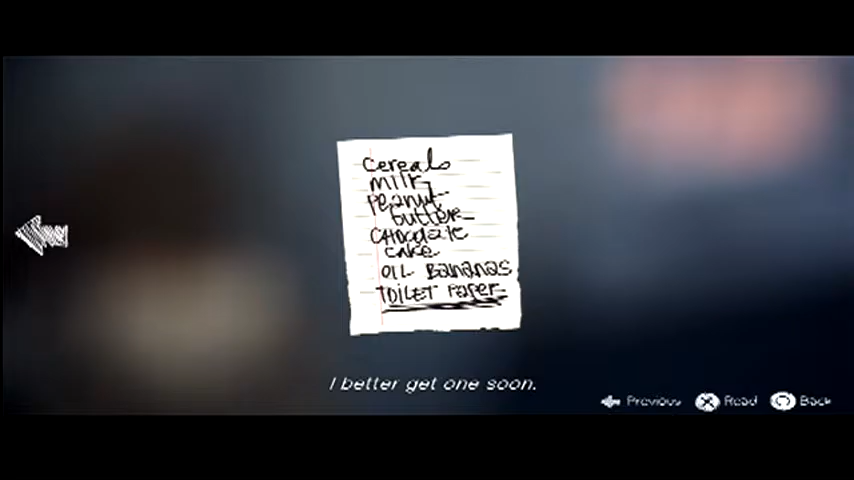 Cereals
Milk,
Peanut
butter
CHocolate
cake
OIL Bananas
TOILET PaPer
I better get one soon.
Previous
Read
Back